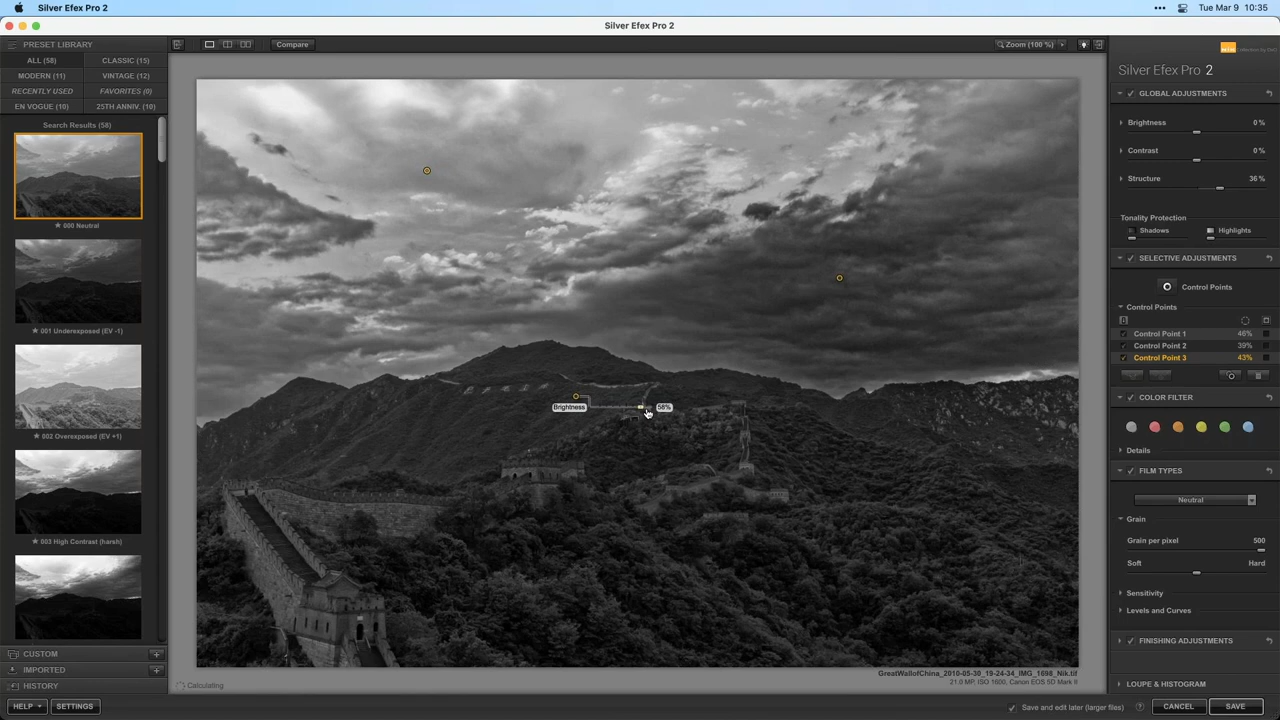 Silver Efex Pro 2
Tue Mar 9 10:35
Silver Efex Pro 2
PRESET LIBRARY
ALL (58)
CLASSIC (15)
MODERN (11)
VINTAGE (12)
RECENTLY USED
FAVORITES (0)
EN VOGUE (10)
25TH ANNIV. (10)
Search Results (58)
★ 000 Neutral
★ 001 Underexposed (EV -1)
★ 002 Overexposed (EV +1)
★ 003 High Contrast (harsh)
CUSTOM
IMPORTED
HISTORY
HELP
SETTINGS
Compare
Zoom (100 %)
Brightness
56%
Calculating
GreatWallofChina_2010-05-30_19-24-34_IMG_1698_Nik.tif
21.0 MP, ISO 1600, Canon EOS 5D Mark II
Save and edit later (larger files)
CANCEL
SAVE
Silver Efex Pro 2
GLOBAL ADJUSTMENTS
Brightness 0 %
Contrast 0 %
Structure 36 %
Tonality Protection
Shadows
Highlights
SELECTIVE ADJUSTMENTS
Control Points
Control Points
Control Point 1 46%
Control Point 2 39%
Control Point 3 43%
COLOR FILTER
Details
FILM TYPES
Neutral
Grain
Grain per pixel 500
Soft Hard
Sensitivity
Levels and Curves
FINISHING ADJUSTMENTS
LOUPE & HISTOGRAM